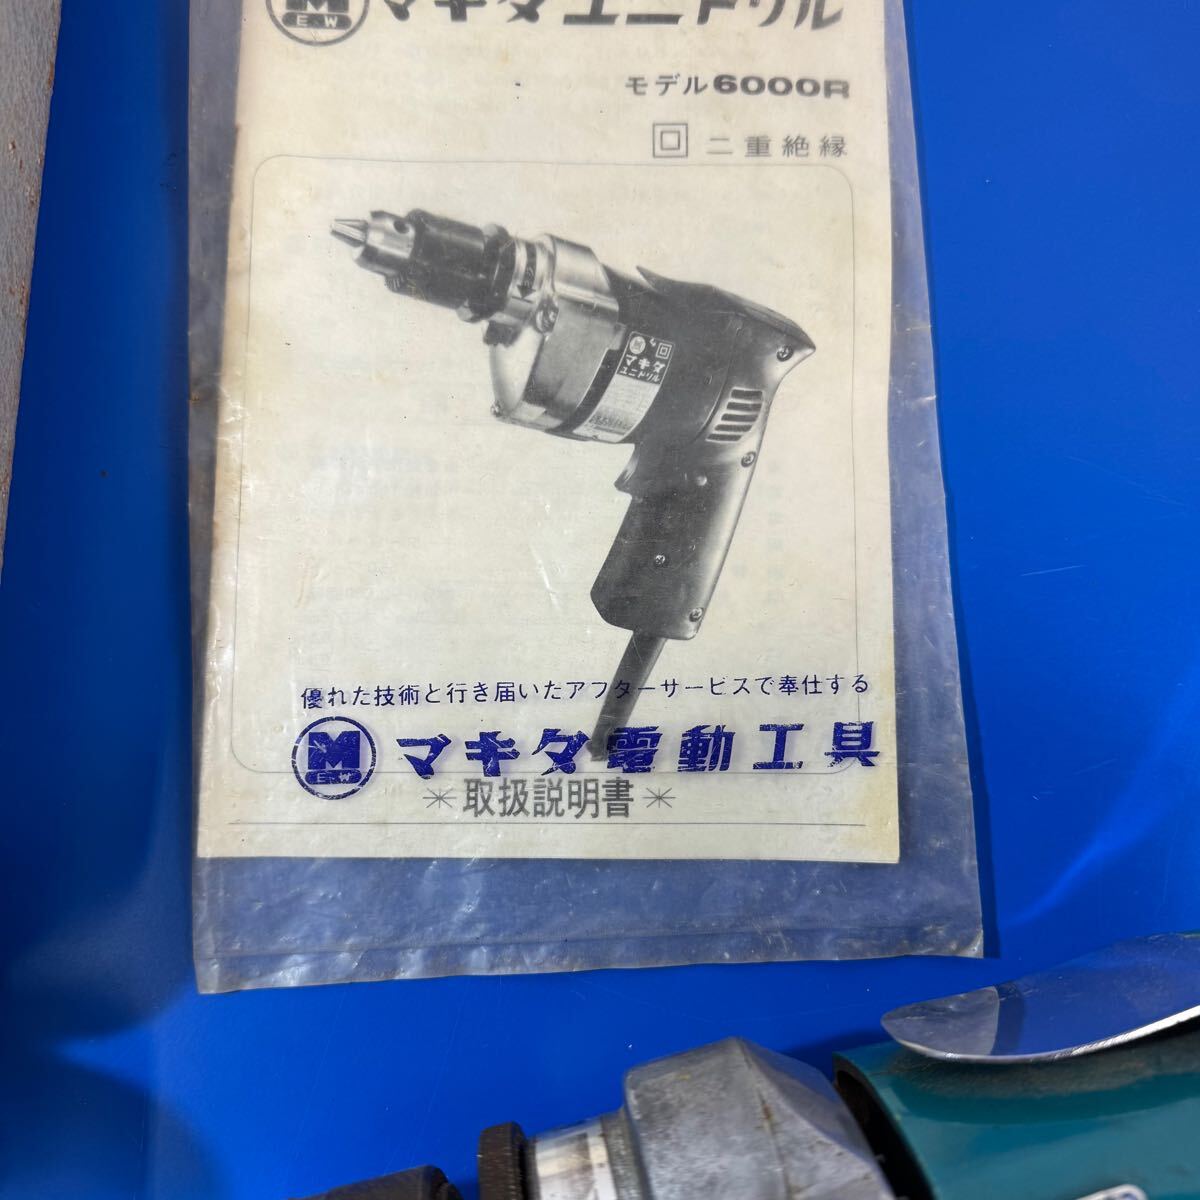 M
E W
マキタユニドリル
モデル6000R
回 二重絶縁
M 回
マキタ
ユニドリル
優れた技術と行き届いたアフターサービスで奉仕する
M
E W
マキタ電動工具
*取扱説明書*